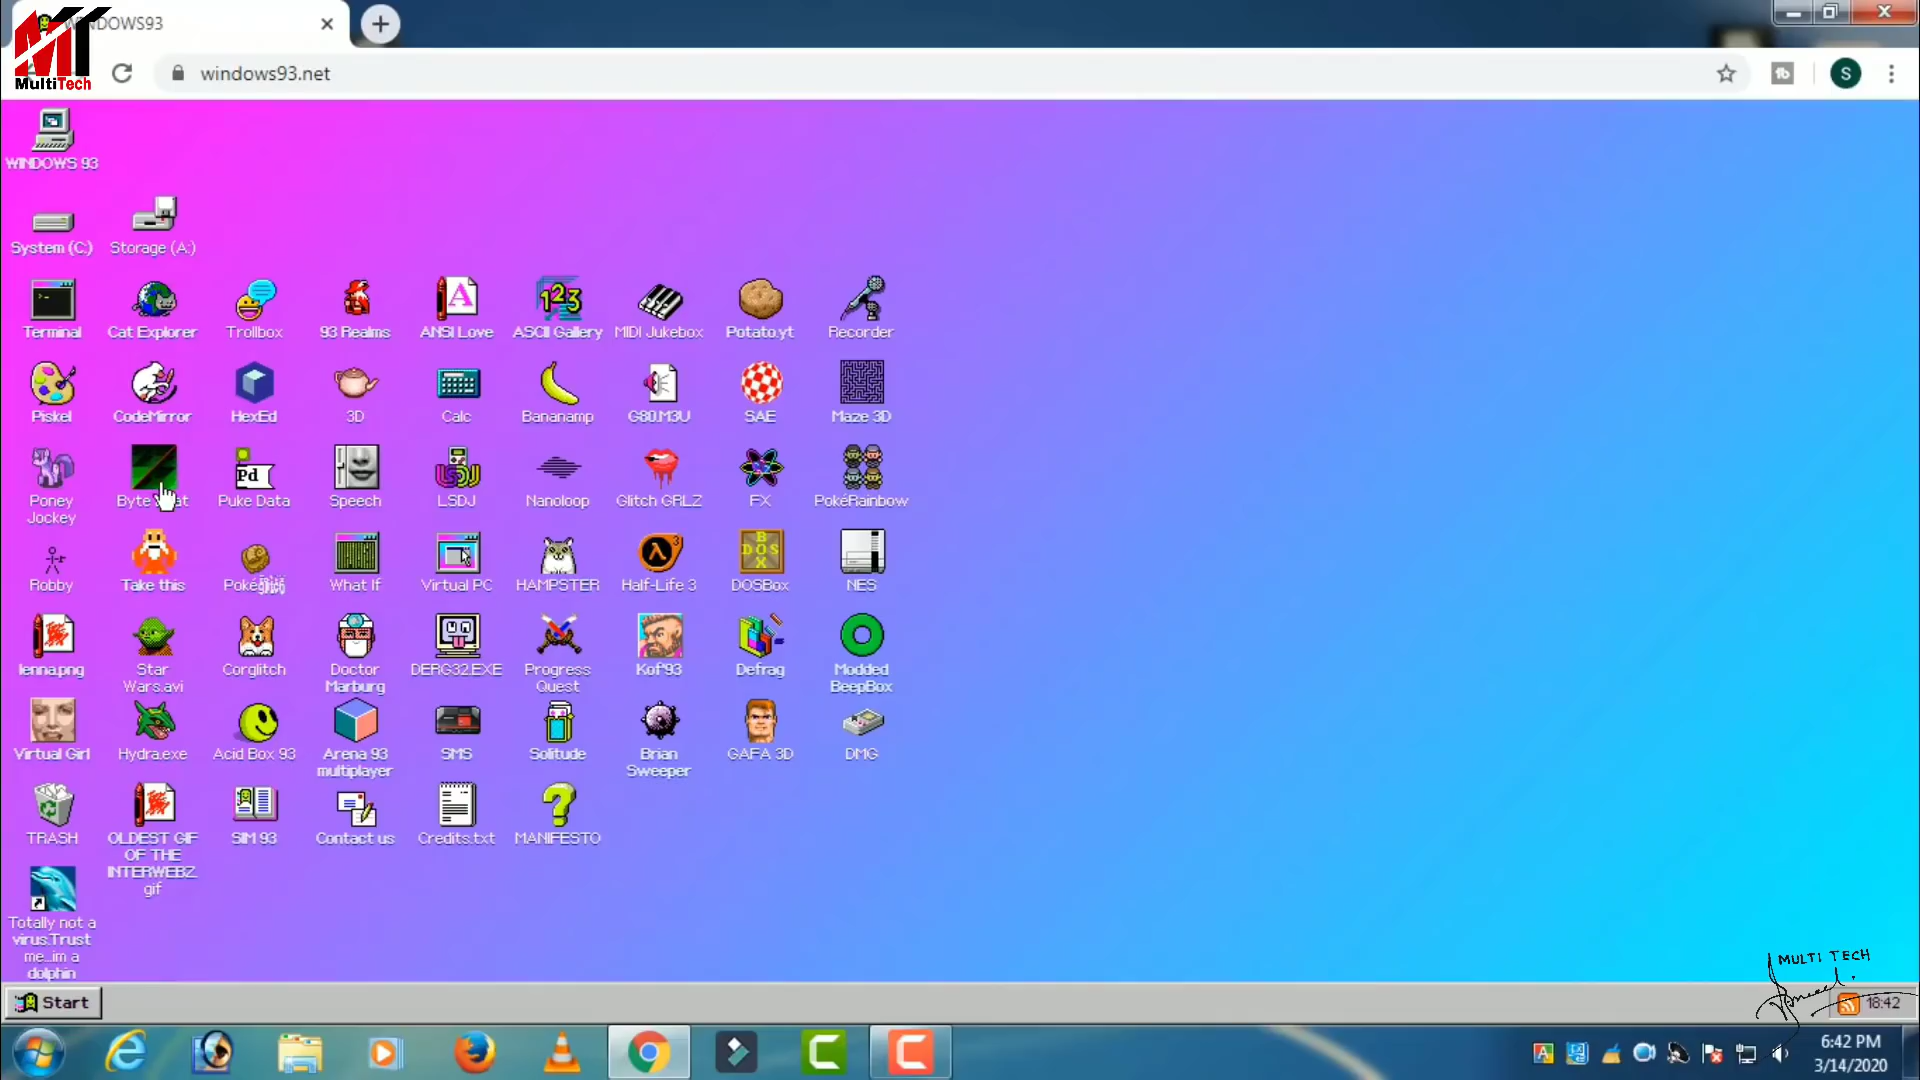 WINDOWS93
MT
MultiTech
windows93.net
S
WINDOWS 93
System (C:)
Storage (A:)
Terminal
Cat Explorer
Trollbox
93 Realms
ANSI Love
ASCII Gallery
MIDI Jukebox
Potato.yt
Recorder
Piskel
CodeMirror
HexEd
3D
Calc
Bananamp
G80.M3U
SAE
Maze 3D
Poney
Jockey
Puke Data
Speech
LSDJ
Nanoloop
Glitch GRLZ
FX
PokéRainbow
Robby
Take this
What If
Virtual PC
HAMPSTER
Half-Life 3
DOSBox
NES
lenna.png
Star
Wars.avi
Corglitch
Doctor
Marburg
DERG32.EXE
Progress
Quest
Kof'93
Defrag
Modded
BeepBox
Virtual Girl
Hydra.exe
Acid Box 93
Arena 93
multiplayer
SMS
Solitude
Brian
Sweeper
GAFA 3D
DMG
TRASH
OLDEST GIF
OF THE
INTERWEBZ.
gif
SIM 93
Contact us
Credits.txt
MANIFESTO
Totally not a
virus.Trust
me...im a
dolphin
MULTI TECH
Start
18:42
6:42 PM
3/14/2020